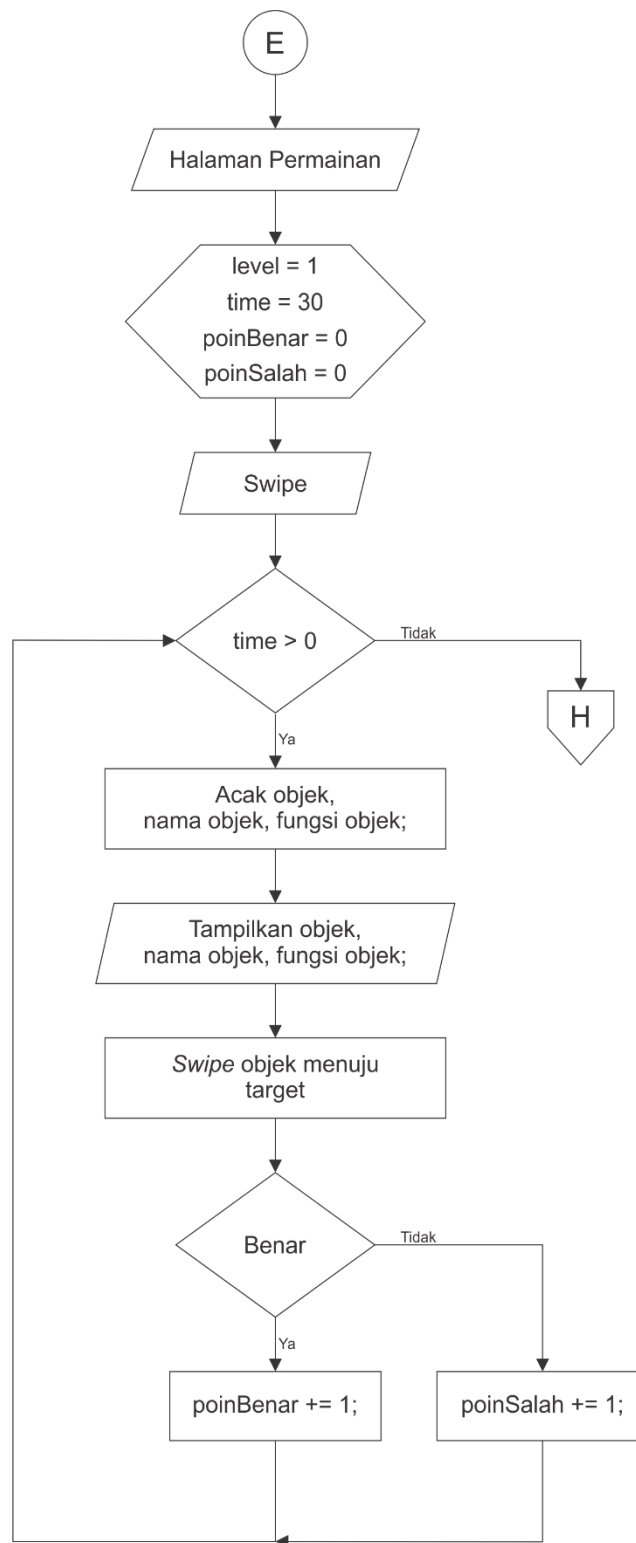 E
Halaman Permainan
level = 1
time = 30
poinBenar = 0
poinSalah = 0
Swipe
time > 0
Tidak
H
Ya
Acak objek,
nama objek, fungsi objek;
Tampilkan objek,
nama objek, fungsi objek;
Swipe objek menuju
target
Benar
Tidak
Ya
poinBenar += 1;
poinSalah += 1;